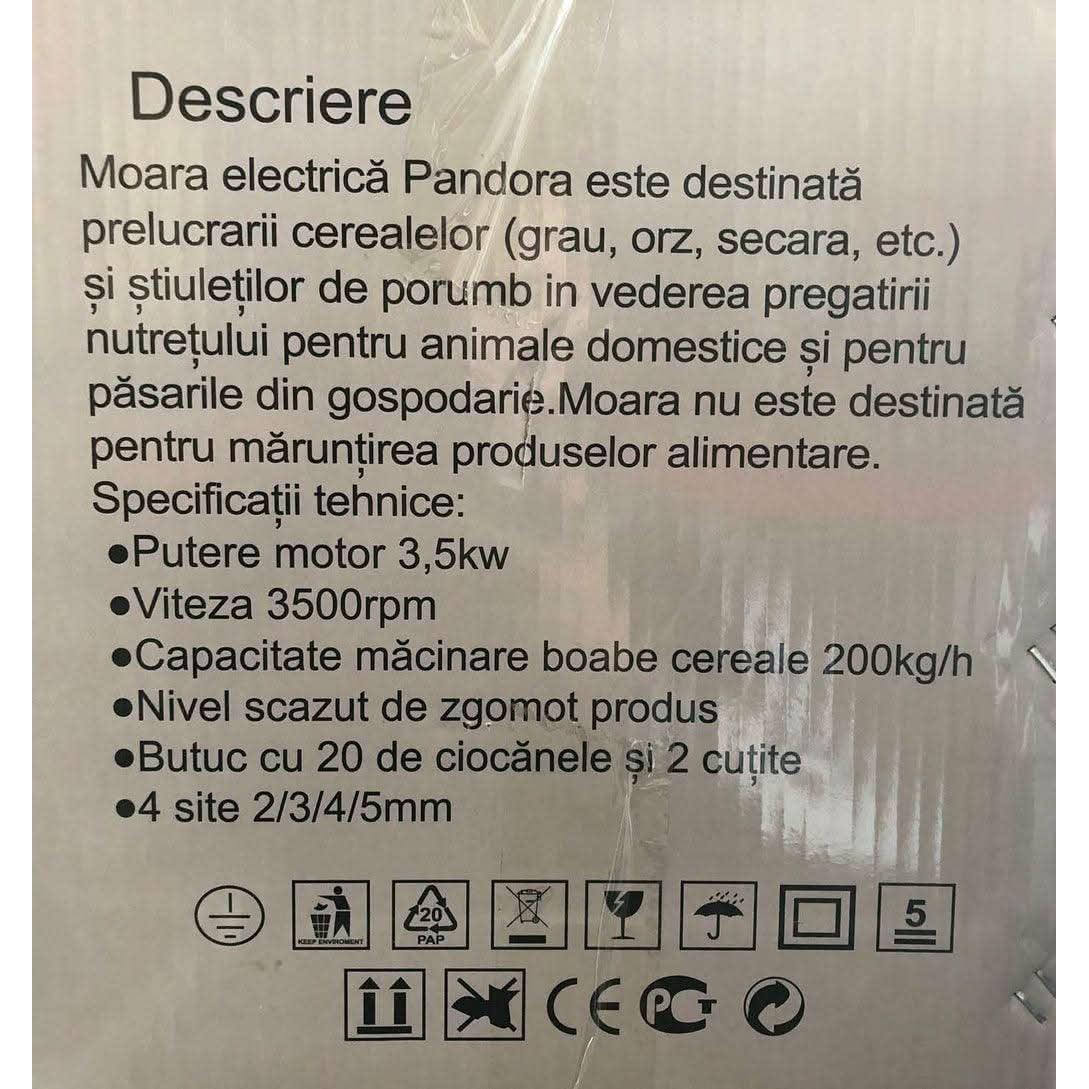 Descriere
Moara electrică Pandora este destinată
prelucrarii cerealelor (grau, orz, secara, etc.)
și știuleților de porumb in vederea pregatirii
nutrețului pentru animale domestice și pentru
păsarile din gospodarie.Moara nu este destinată
pentru mărunțirea produselor alimentare.
Specificații tehnice:
●Putere motor 3,5kw
●Viteza 3500rpm
●Capacitate măcinare boabe cereale 200kg/h
●Nivel scazut de zgomot produs
●Butuc cu 20 de ciocănele și 2 cuțite
●4 site 2/3/4/5mm
KEEP ENVIROMENT
20
PAP
5
CE
РСТ